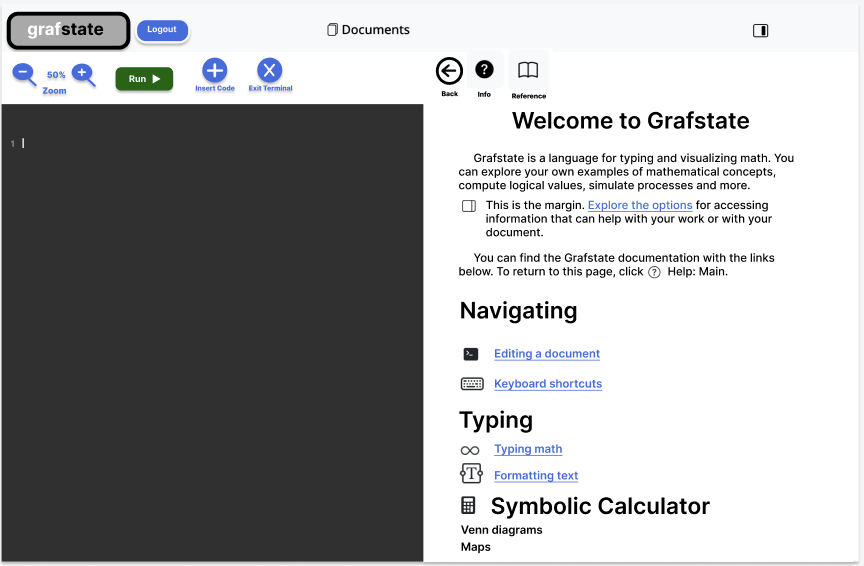 grafstate
Logout
Documents
50%
Zoom
Run
Insert Code
Exit Terminal
Back
Info
Reference
1
Welcome to Grafstate
Grafstate is a language for typing and visualizing math. You
can explore your own examples of mathematical concepts,
compute logical values, simulate processes and more.
This is the margin. Explore the options for accessing
information that can help with your work or with your
document.
You can find the Grafstate documentation with the links
below. To return to this page, click ? Help: Main.
Navigating
Editing a document
Keyboard shortcuts
Typing
Typing math
Formatting text
Symbolic Calculator
Venn diagrams
Maps